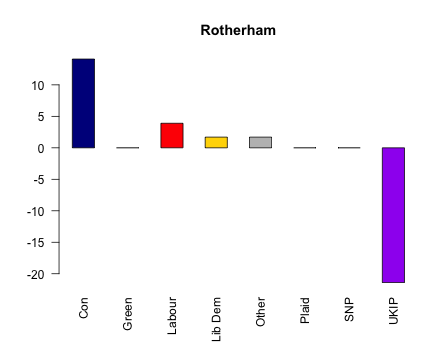 Rotherham
10
5
0
-5
-10
-15
-20
Con
Green
Labour
Lib Dem
Other
Plaid
SNP
UKIP